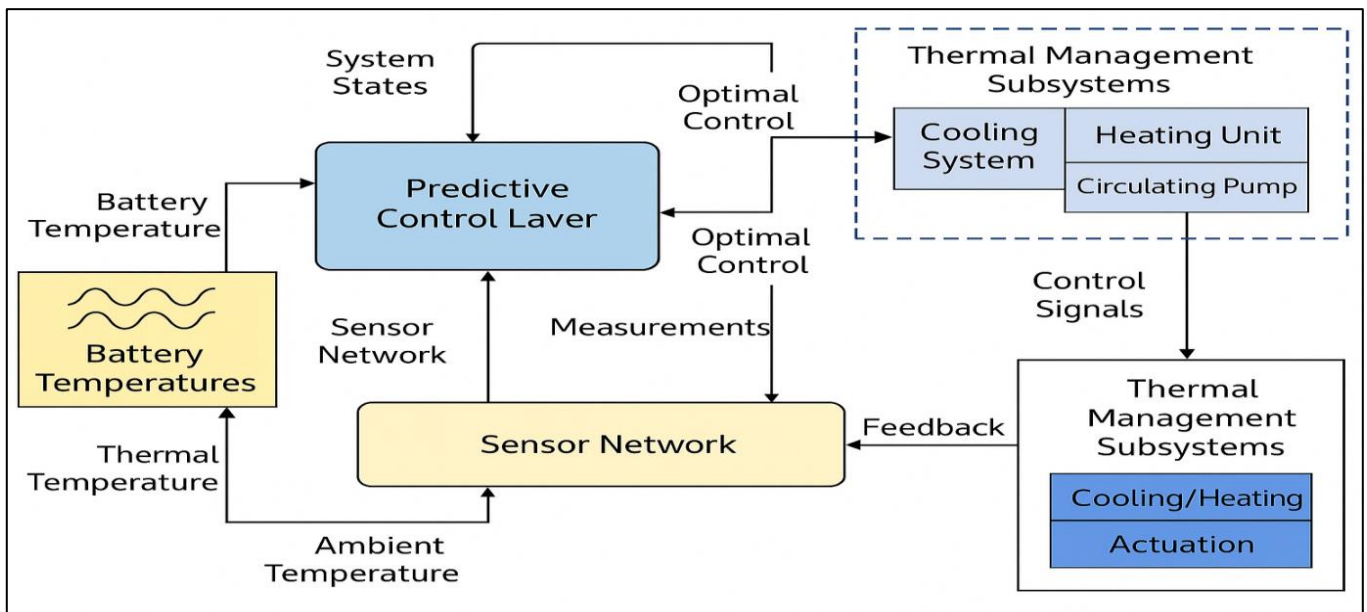 System
States
Optimal
Control
Thermal Management
Subsystems
Cooling
System
Heating Unit
Circulating Pump
Predictive
Control Laver
Battery
Temperature
Optimal
Control
Control
Signals
Battery
Temperatures
Sensor
Network
Measurements
Thermal
Management
Subsystems
Cooling/Heating
Actuation
Sensor Network
Feedback
Thermal
Temperature
Ambient
Temperature